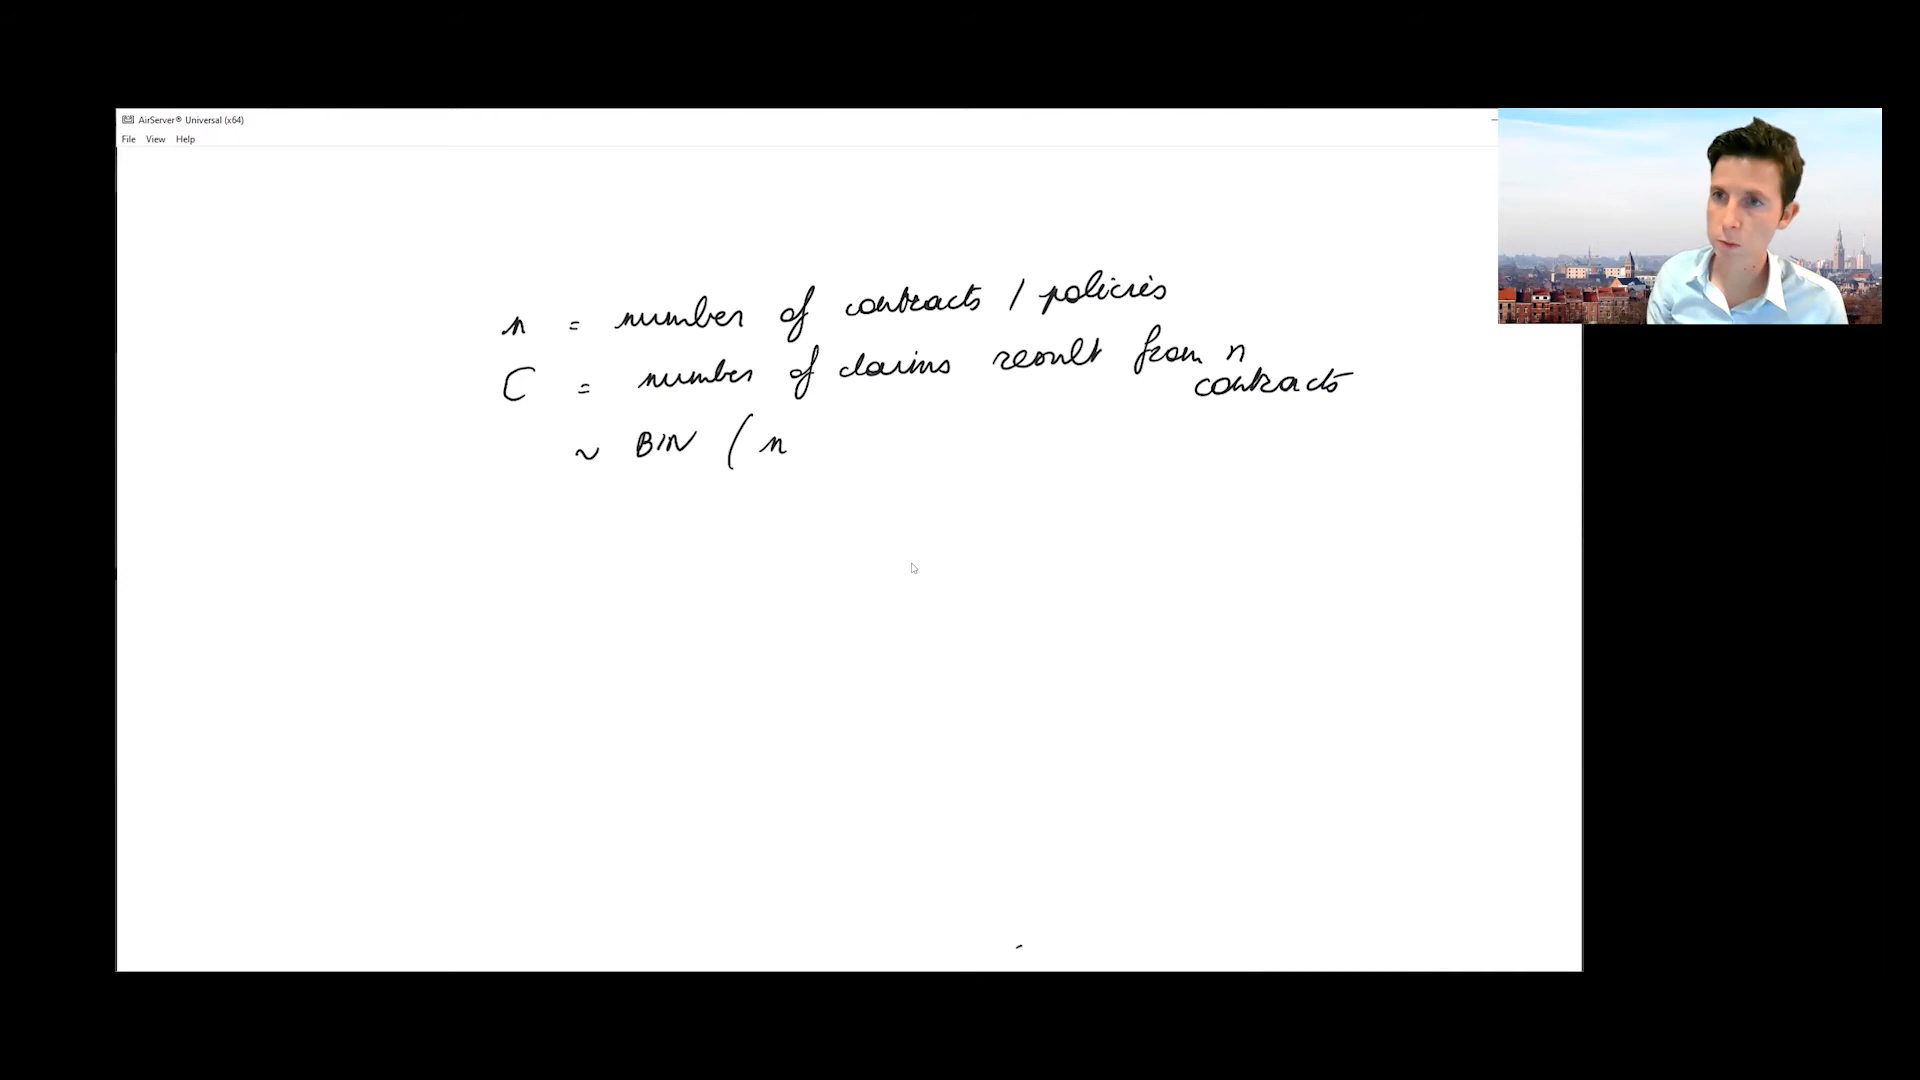 AirServer® Universal (x64)
File View Help
n = number of contracts / policies
C = number of claims result from n
contracts
~ BIN ( n